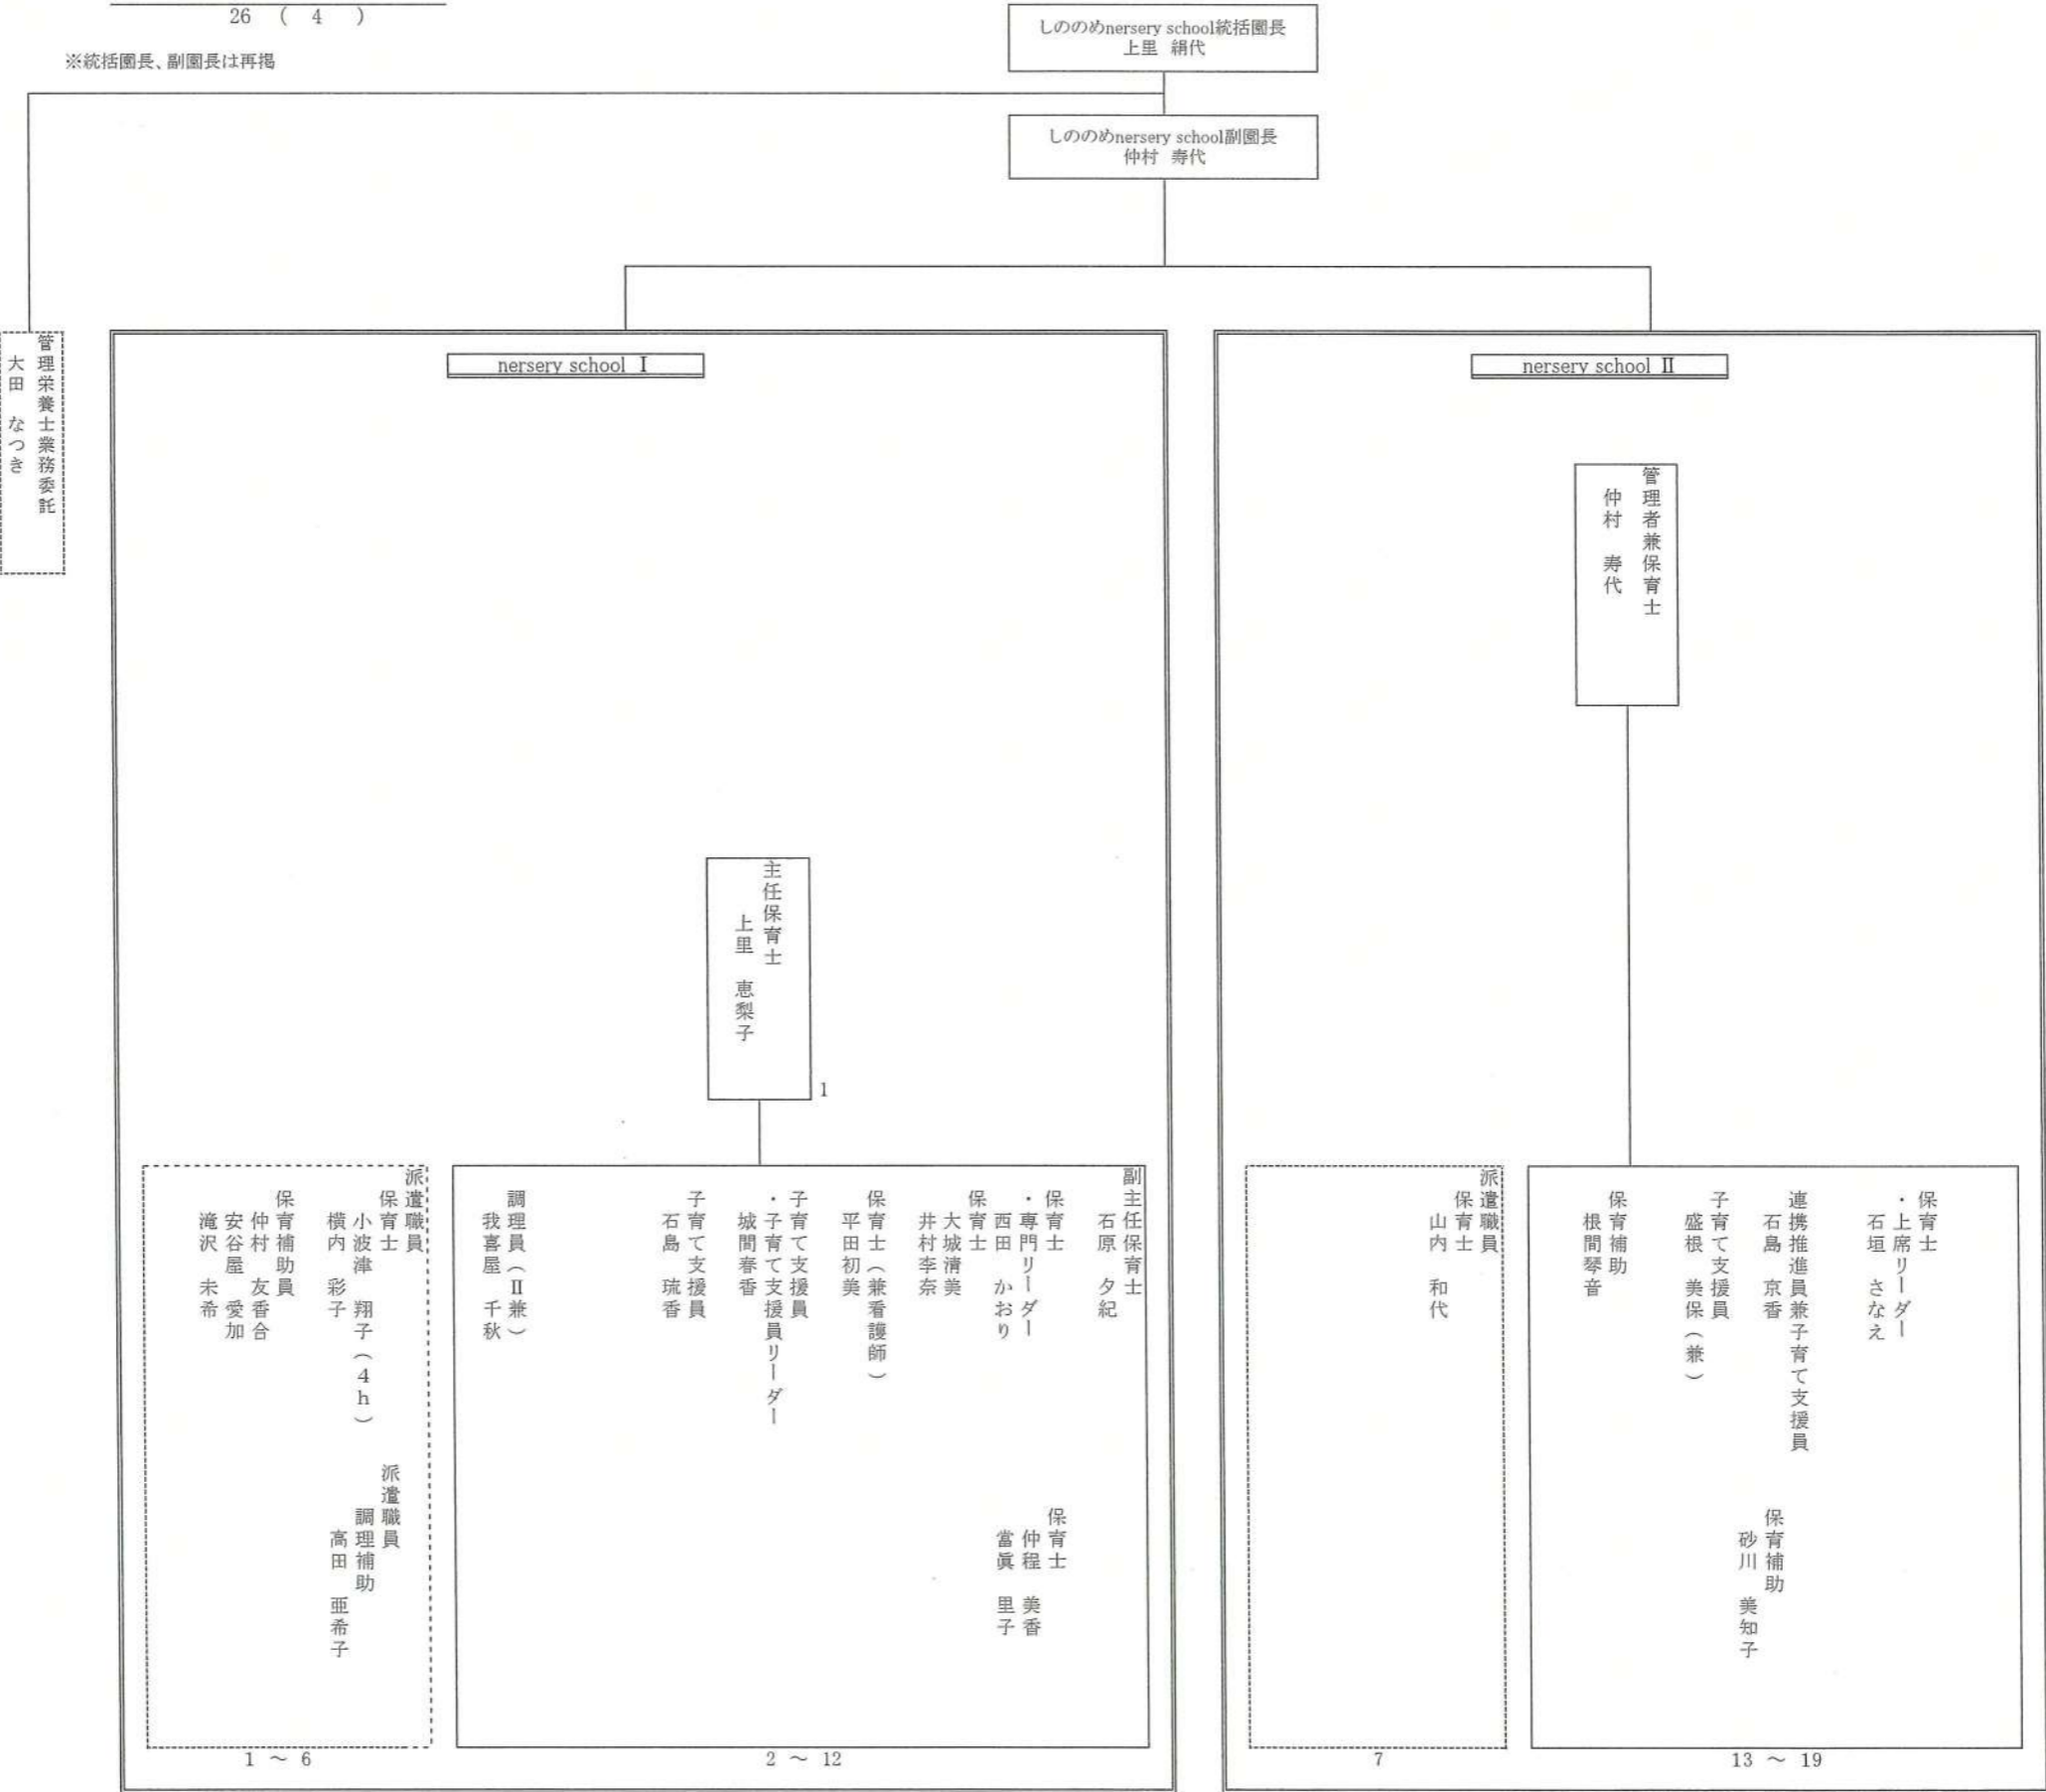 26 ( 4 )
※統括園長、副園長は再掲
しののめnersery school統括園長
上里 絹代
しののめnersery school副園長
仲村 寿代
管理栄養士業務委託
大田 なつき
nersery school Ⅰ
主任保育士
上里 恵梨子
1
副主任保育士
石原 夕紀
保育士
・専門リーダー
西田 かおり
保育士
大城清美
井村李奈
保育士(兼看護師)
平田初美
子育て支援員
・子育て支援員リーダー
城間春香
子育て支援員
石島 琉香
調理員(Ⅱ兼)
我喜屋 千秋
保育士
仲程 美香
當眞 里子
2 ～ 12
派遣職員
保育士
小波津 翔子(4h)
横内 彩子
保育補助員
仲村 友香合
安谷屋 愛加
滝沢 未希
派遣職員
調理補助
高田 亜希子
1 ～ 6
nersery school Ⅱ
管理者兼保育士
仲村 寿代
保育士
・上席リーダー
石垣 さなえ
連携推進員兼子育て支援員
石島 京香
子育て支援員
盛根 美保(兼)
保育補助
根間琴音
保育補助
砂川 美知子
13 ～ 19
派遣職員
保育士
山内 和代
7